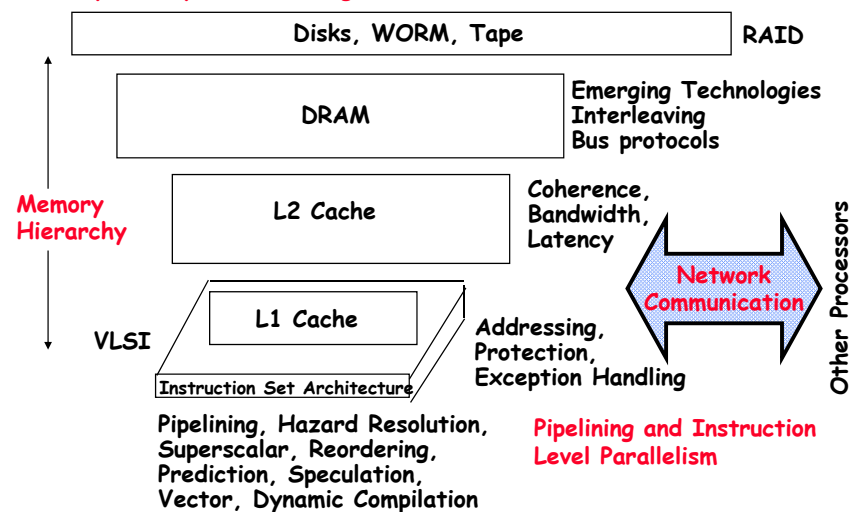 Disks, WORM, Tape
RAID
DRAM
Emerging Technologies
Interleaving
Bus protocols
Memory
Hierarchy
L2 Cache
Coherence,
Bandwidth,
Latency
Network
Communication
Other Processors
VLSI
L1 Cache
Addressing,
Protection,
Exception Handling
Instruction Set Architecture
Pipelining, Hazard Resolution,
Superscalar, Reordering,
Prediction, Speculation,
Vector, Dynamic Compilation
Pipelining and Instruction
Level Parallelism